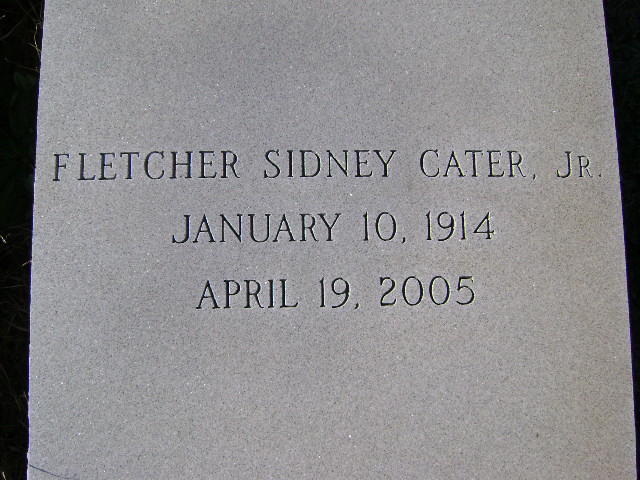 FLETCHER SIDNEY CATER, JR.
JANUARY 10, 1914
APRIL 19, 2005